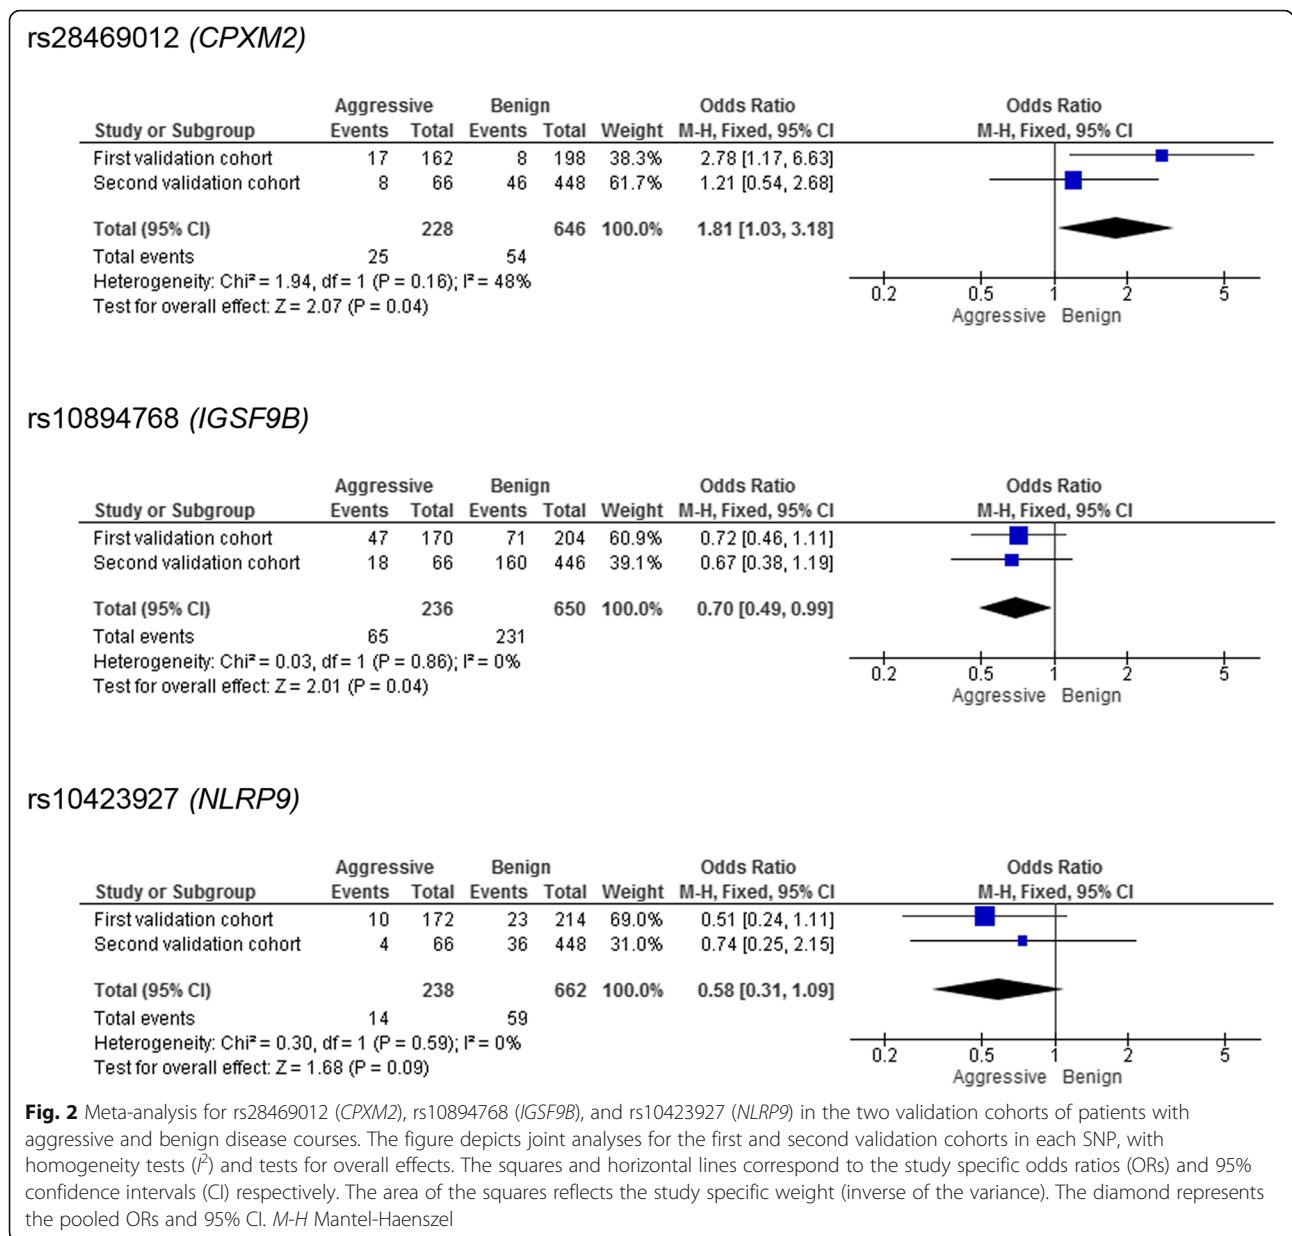 rs28469012 (CPXM2)
Aggressive Benign Odds Ratio Odds Ratio
Study or Subgroup Events Total Events Total Weight M-H, Fixed, 95% CI M-H, Fixed, 95% CI
First validation cohort 17 162 8 198 38.3% 2.78 [1.17, 6.63]
Second validation cohort 8 66 46 448 61.7% 1.21 [0.54, 2.68]
Total (95% CI) 228 646 100.0% 1.81 [1.03, 3.18]
Total events 25 54
Heterogeneity: Chi² = 1.94, df = 1 (P = 0.16); I² = 48%
Test for overall effect: Z = 2.07 (P = 0.04)
0.2 0.5 1 2 5
Aggressive Benign
rs10894768 (IGSF9B)
Aggressive Benign Odds Ratio Odds Ratio
Study or Subgroup Events Total Events Total Weight M-H, Fixed, 95% CI M-H, Fixed, 95% CI
First validation cohort 47 170 71 204 60.9% 0.72 [0.46, 1.11]
Second validation cohort 18 66 160 446 39.1% 0.67 [0.38, 1.19]
Total (95% CI) 236 650 100.0% 0.70 [0.49, 0.99]
Total events 65 231
Heterogeneity: Chi² = 0.03, df = 1 (P = 0.86); I² = 0%
Test for overall effect: Z = 2.01 (P = 0.04)
0.2 0.5 1 2 5
Aggressive Benign
rs10423927 (NLRP9)
Aggressive Benign Odds Ratio Odds Ratio
Study or Subgroup Events Total Events Total Weight M-H, Fixed, 95% CI M-H, Fixed, 95% CI
First validation cohort 10 172 23 214 69.0% 0.51 [0.24, 1.11]
Second validation cohort 4 66 36 448 31.0% 0.74 [0.25, 2.15]
Total (95% CI) 238 662 100.0% 0.58 [0.31, 1.09]
Total events 14 59
Heterogeneity: Chi² = 0.30, df = 1 (P = 0.59); I² = 0%
Test for overall effect: Z = 1.68 (P = 0.09)
0.2 0.5 1 2 5
Aggressive Benign
Fig. 2 Meta-analysis for rs28469012 (CPXM2), rs10894768 (IGSF9B), and rs10423927 (NLRP9) in the two validation cohorts of patients with
aggressive and benign disease courses. The figure depicts joint analyses for the first and second validation cohorts in each SNP, with
homogeneity tests (I²) and tests for overall effects. The squares and horizontal lines correspond to the study specific odds ratios (ORs) and 95%
confidence intervals (CI) respectively. The area of the squares reflects the study specific weight (inverse of the variance). The diamond represents
the pooled ORs and 95% CI. M-H Mantel-Haenszel